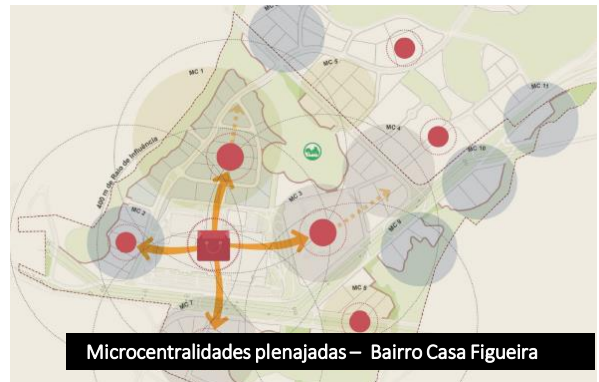 MC 1
MC 5
MC 11
MC 4
MC 10
400 m de Raio de Influência
MC 2
MC 3
MC 9
MC 8
MC 7
Microcentralidades plenajadas – Bairro Casa Figueira